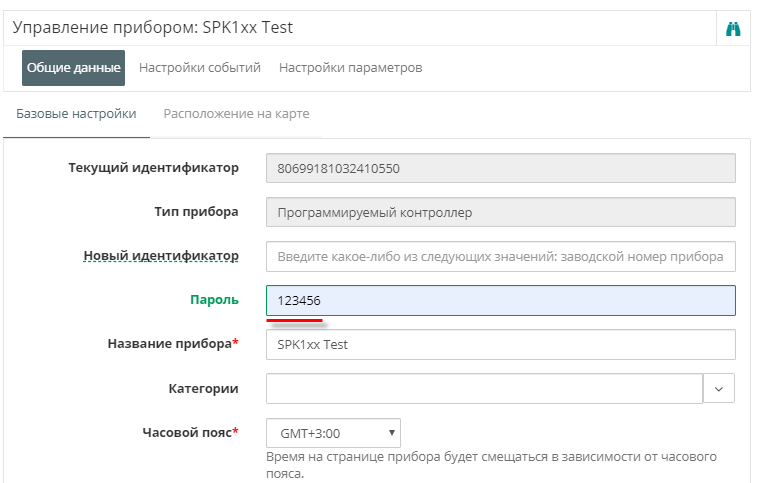 Управление прибором: SPK1xx Test
Общие данные Настройки событий Настройки параметров
Базовые настройки Расположение на карте
Текущий идентификатор 80699181032410550
Тип прибора Программируемый контроллер
Новый идентификатор Введите какое-либо из следующих значений: заводской номер прибора
Пароль 123456
Название прибора* SPK1xx Test
Категории
Часовой пояс* GMT+3:00
Время на странице прибора будет смещаться в зависимости от часового
пояса.